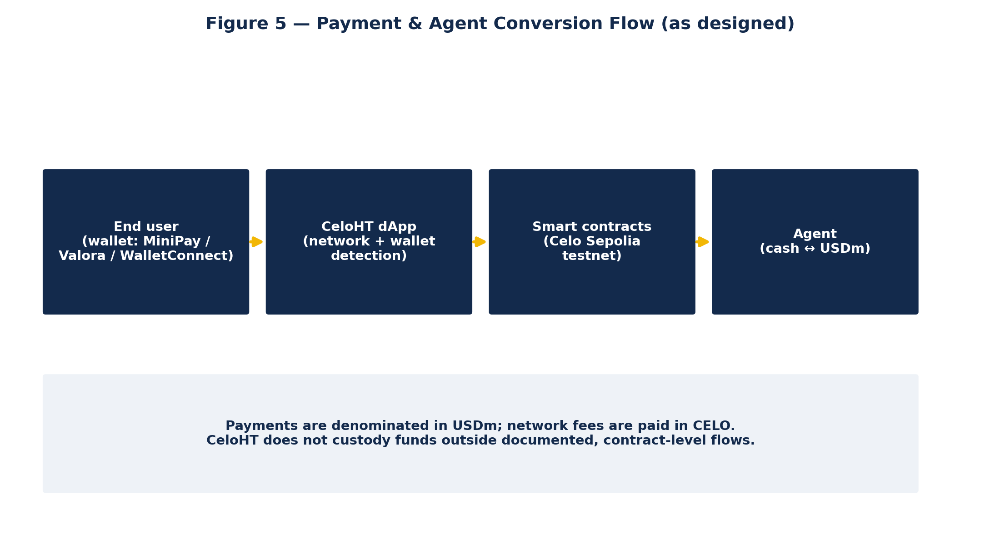 Figure 5 — Payment & Agent Conversion Flow (as designed)
End user
(wallet: MiniPay /
Valora / WalletConnect)
CeloHT dApp
(network + wallet
detection)
Smart contracts
(Celo Sepolia
testnet)
Agent
(cash ↔ USDm)
Payments are denominated in USDm; network fees are paid in CELO.
CeloHT does not custody funds outside documented, contract-level flows.